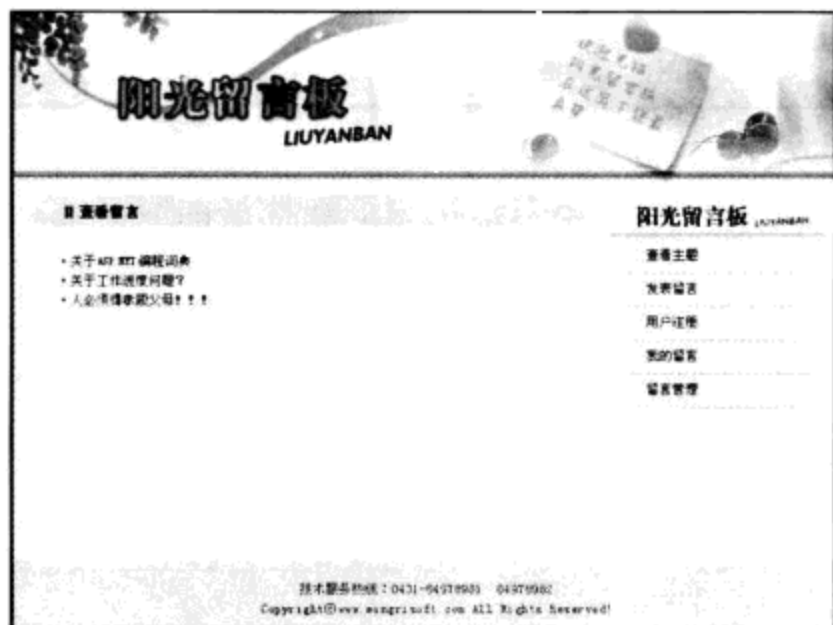 阳光留言板
LIUYANBAN
查看留言
• 关于ASP.NET编程词典
• 关于工作进度问题？
• 人必须得孝顺父母！！！
阳光留言板 LIUYANBAN
查看主题
发表留言
用户注册
我的留言
留言管理
技术服务热线：0431-84978981 84978982
Copyright©www.mingrisoft.com All Rights Reserved!